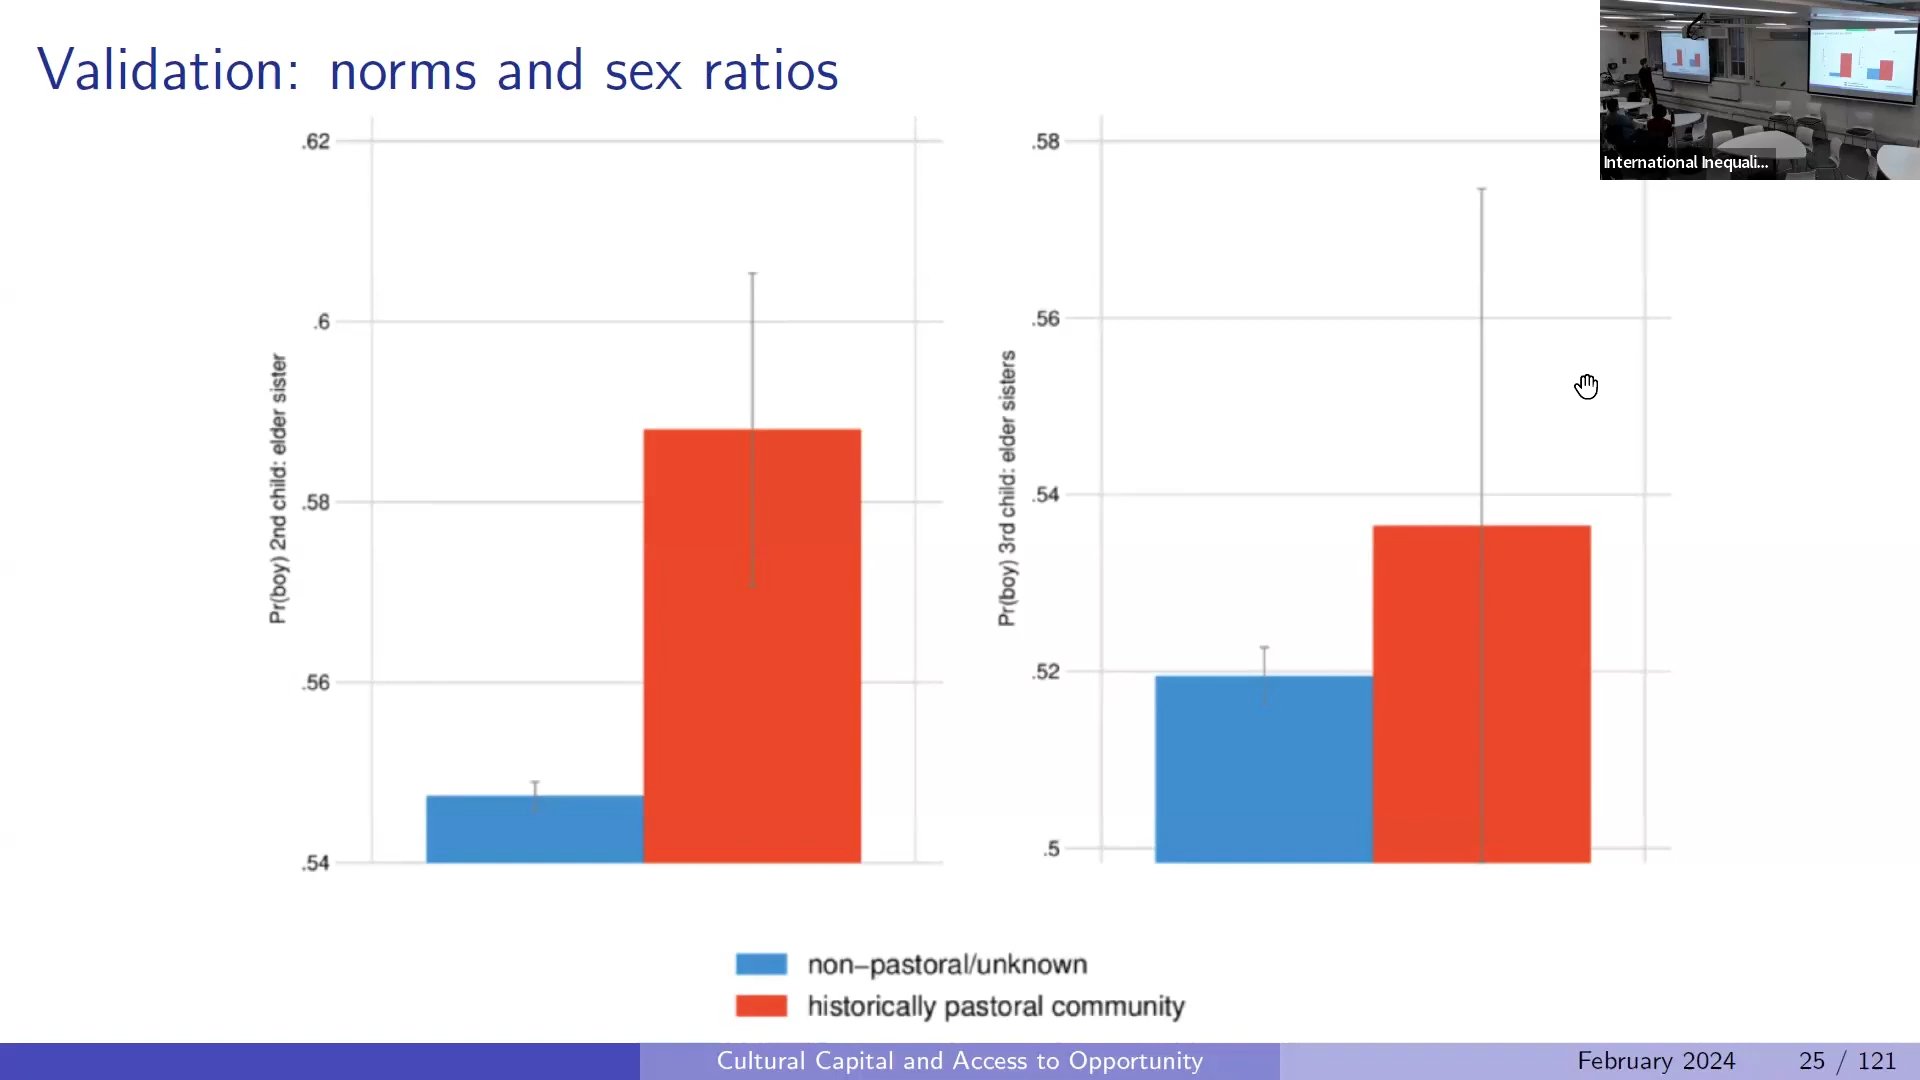 Validation: norms and sex ratios
International Inequali...
.62
.6
.58
.56
.54
Pr(boy) 2nd child: elder sister
.58
.56
.54
.52
.5
Pr(boy) 3rd child: elder sisters
non-pastoral/unknown
historically pastoral community
Cultural Capital and Access to Opportunity
February 2024
25 / 121